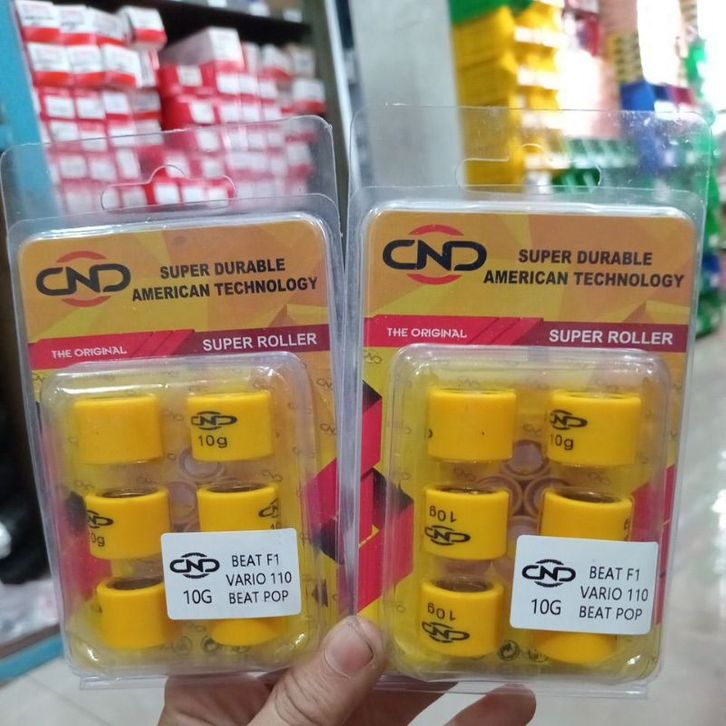 CND
SUPER DURABLE
AMERICAN TECHNOLOGY
THE ORIGINAL
SUPER ROLLER
CND
10g
10g
CND
BEAT F1
VARIO 110
10G
BEAT POP
CND
SUPER DURABLE
AMERICAN TECHNOLOGY
THE ORIGINAL
SUPER ROLLER
CND
10g
10g
10g
CND
BEAT F1
VARIO 110
10G
BEAT POP